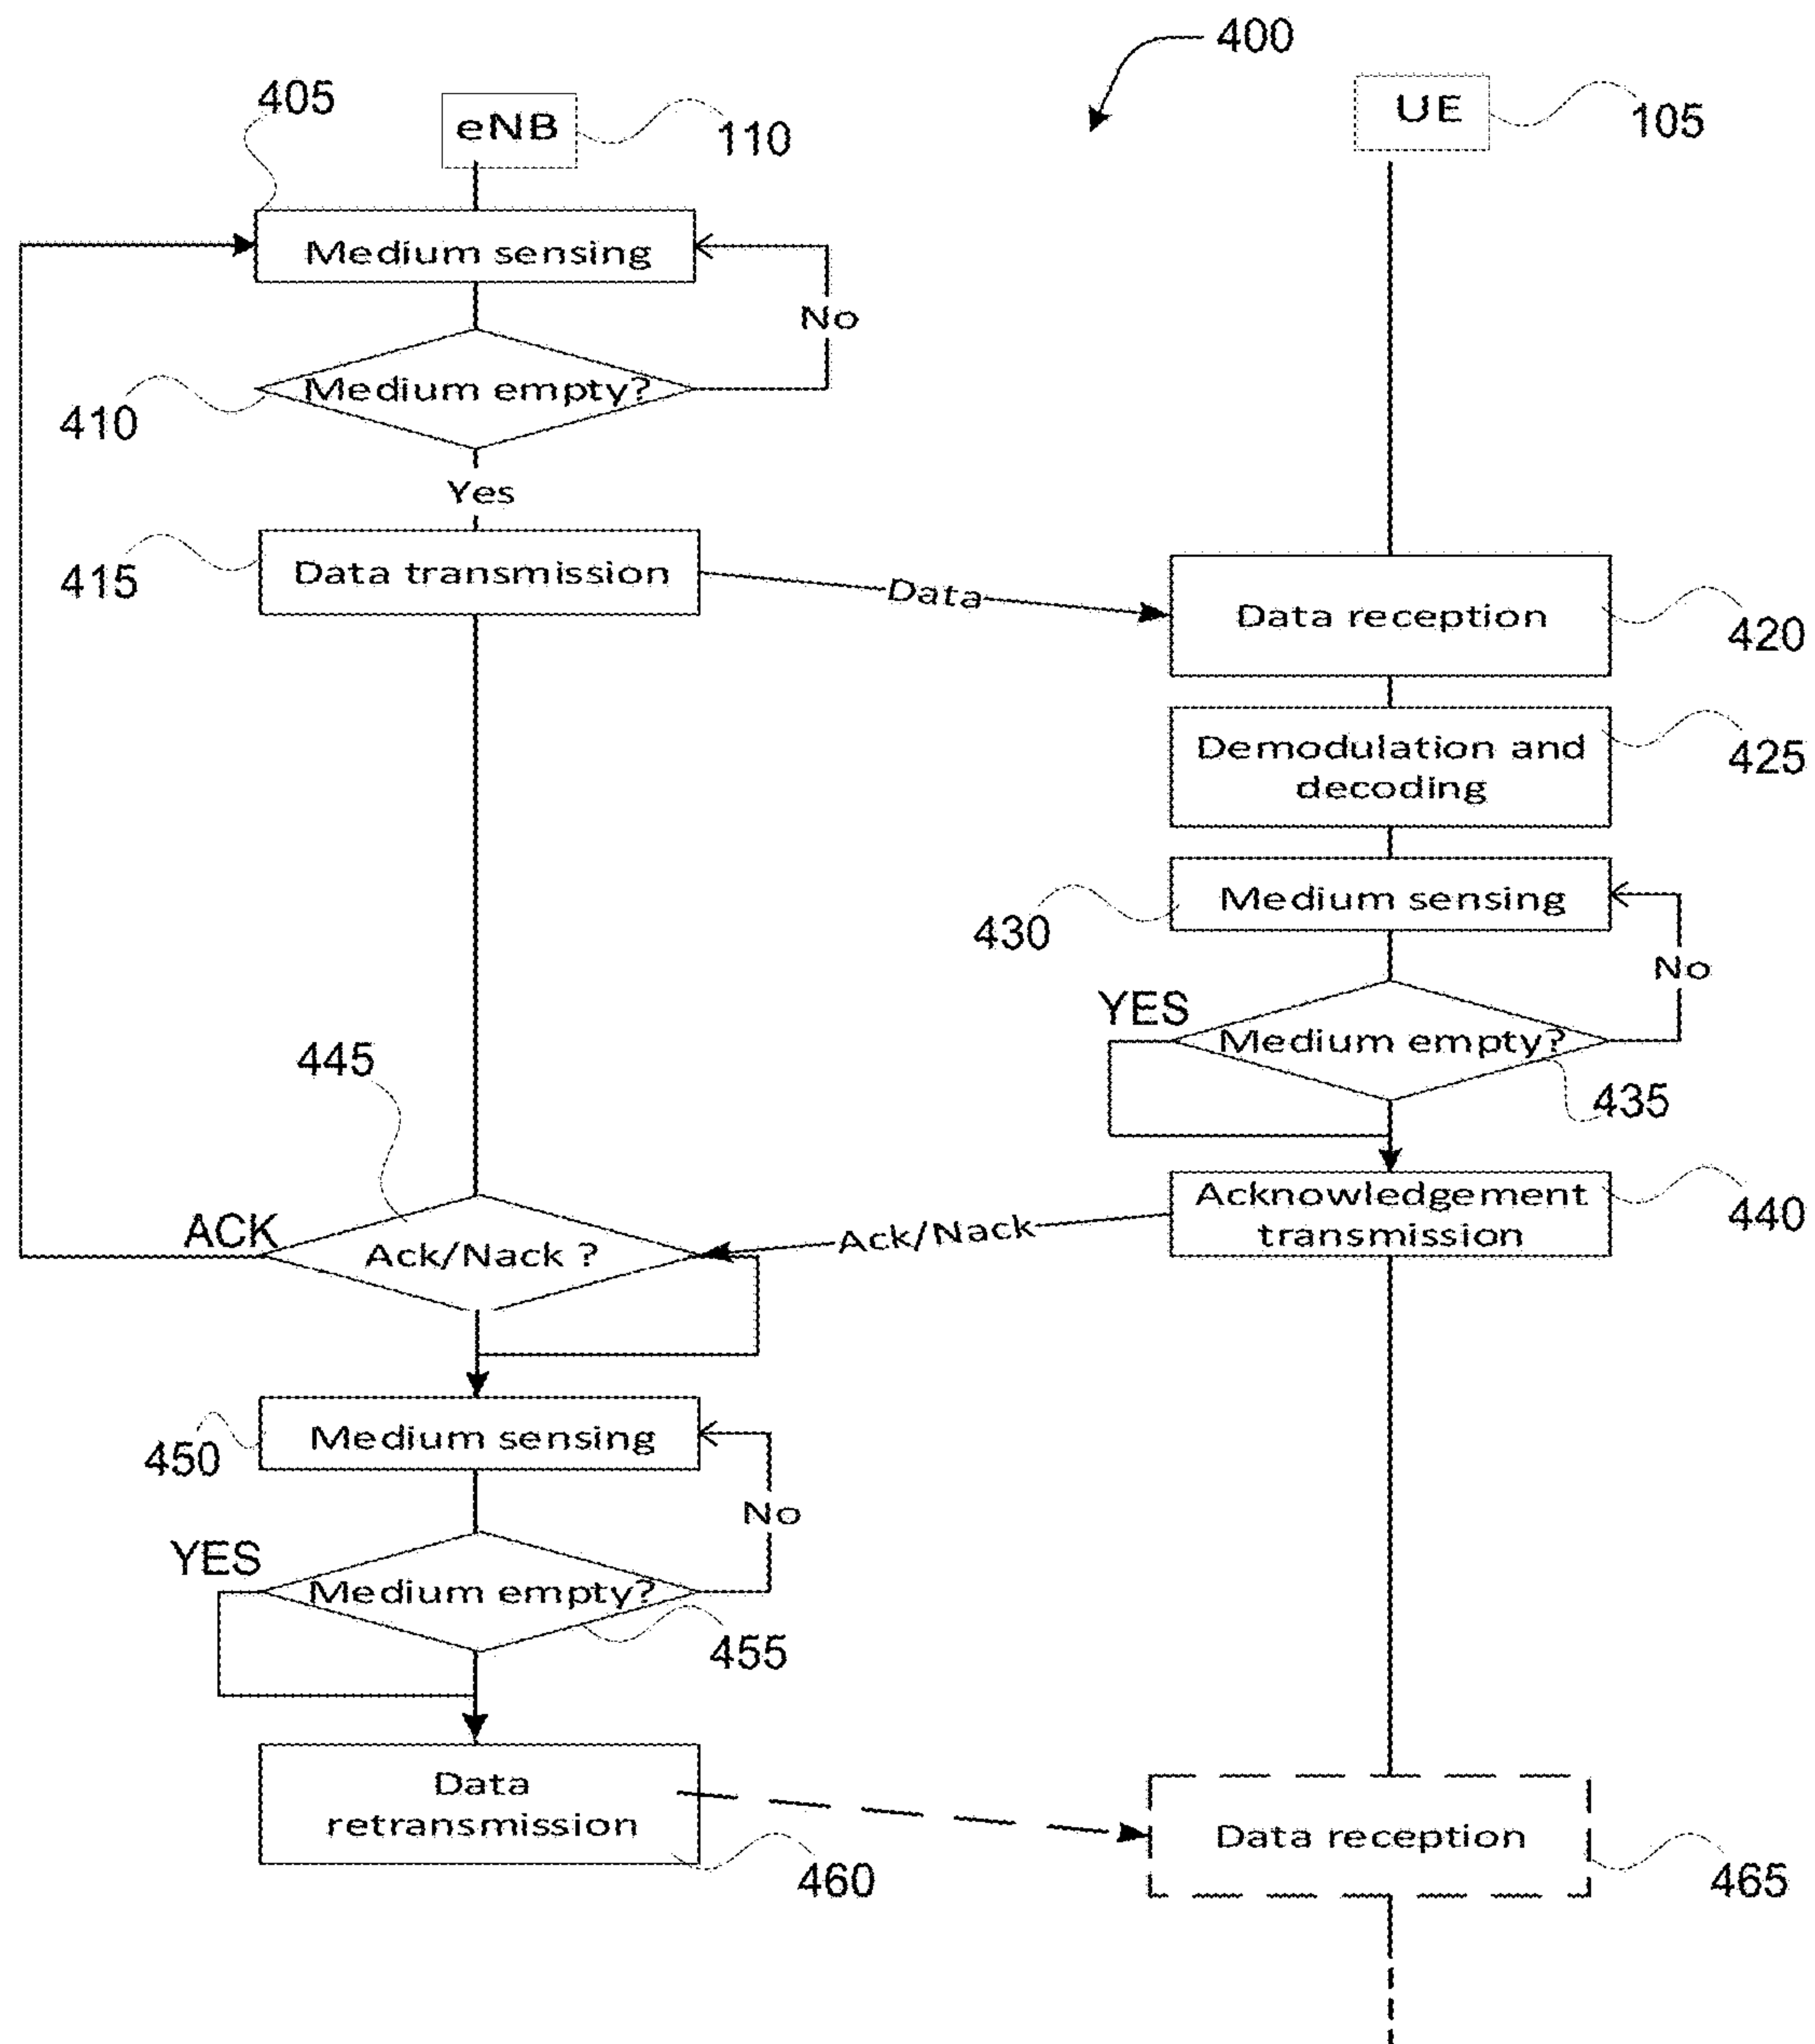 400
405
eNB
110
UE
105
Medium sensing
No
Medium empty?
410
Yes
Data transmission
415
Data
Data reception
420
Demodulation and
decoding
425
Medium sensing
430
No
YES
Medium empty?
435
445
Acknowledgement
transmission
440
ACK
Ack/Nack ?
Ack/Nack
Medium sensing
450
No
YES
Medium empty?
455
Data
retransmission
460
Data reception
465